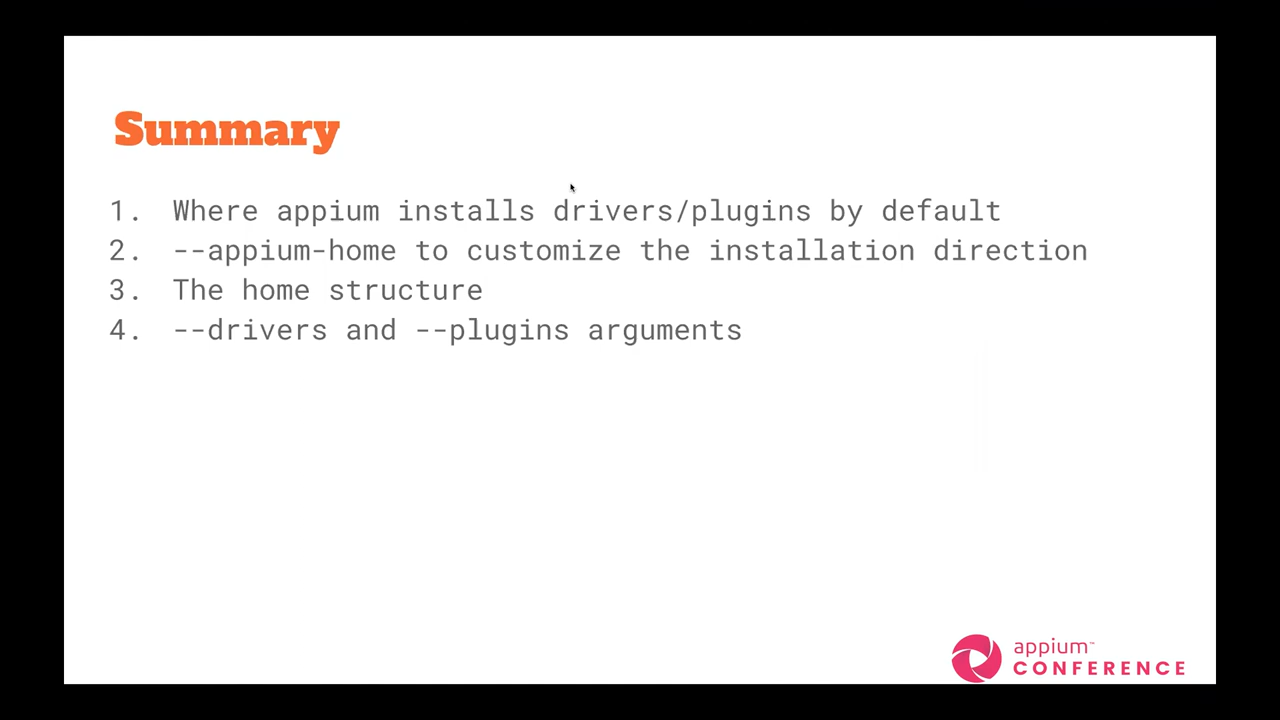 Summary
1. Where appium installs drivers/plugins by default
2. --appium-home to customize the installation direction
3. The home structure
4. --drivers and --plugins arguments
appium™
CONFERENCE